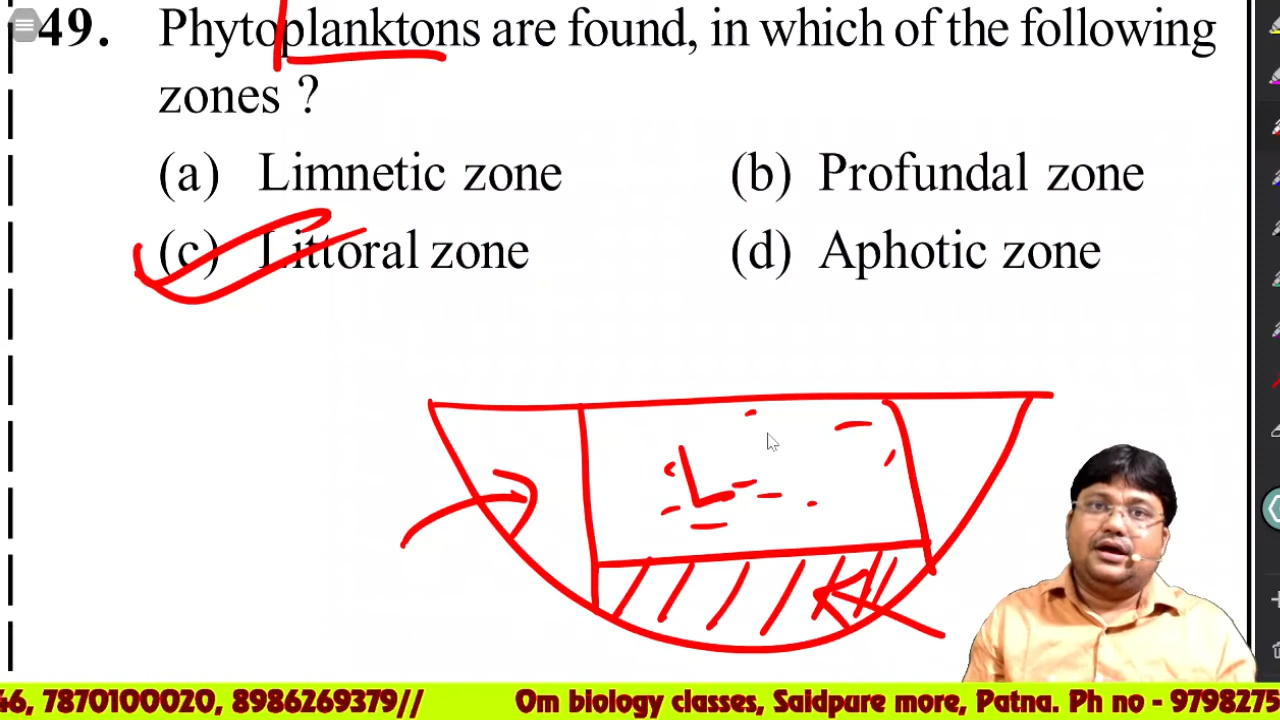 49. Phytoplanktons are found, in which of the following
zones ?
(a) Limnetic zone (b) Profundal zone
(c) Littoral zone (d) Aphotic zone
L
46, 7870100020, 8986269379// Om biology classes, Saidpure more, Patna. Ph no - 9798275